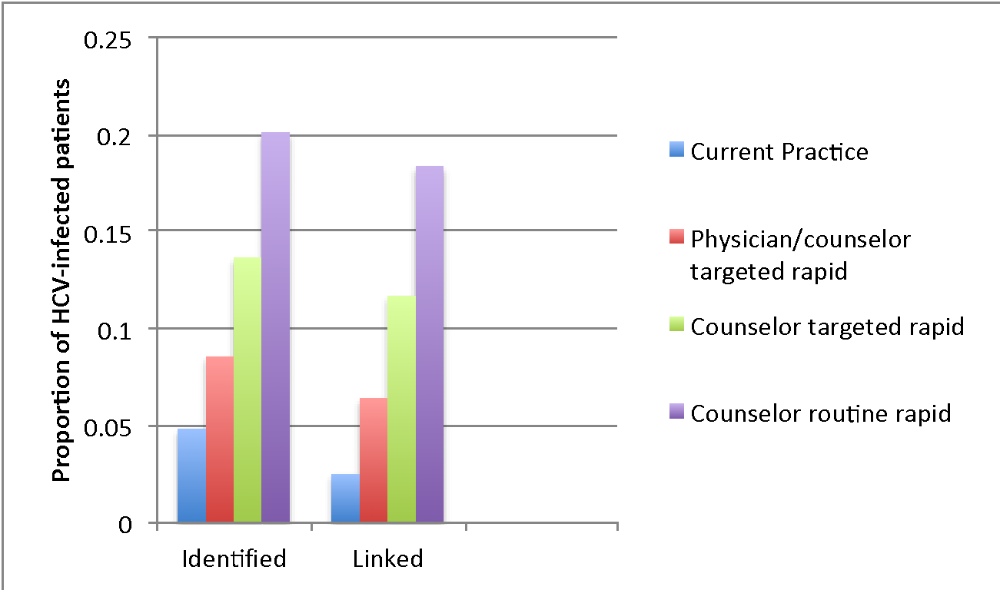 Proportion of HCV-infected patients
0.25
0.2
0.15
0.1
0.05
0
Identified
Linked
Current Practice
Physician/counselor
targeted rapid
Counselor targeted rapid
Counselor routine rapid